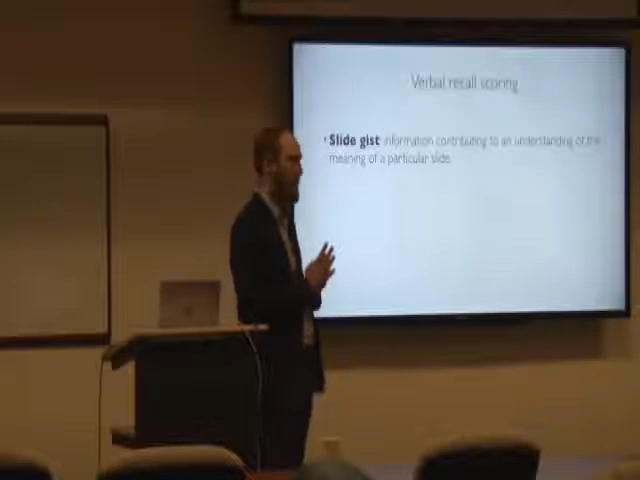 Verbal recall scoring
• Slide gist information contributing to an understanding of the
meaning of a particular slide.